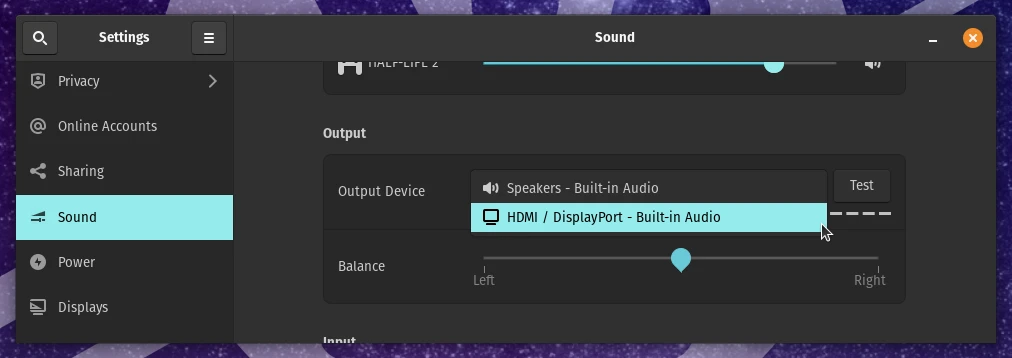 Settings
Sound
HALF-LIFE 2
Privacy
Online Accounts
Sharing
Sound
Power
Displays
Output
Output Device
Speakers - Built-in Audio
HDMI / DisplayPort - Built-in Audio
Test
Balance
Left
Right
Input